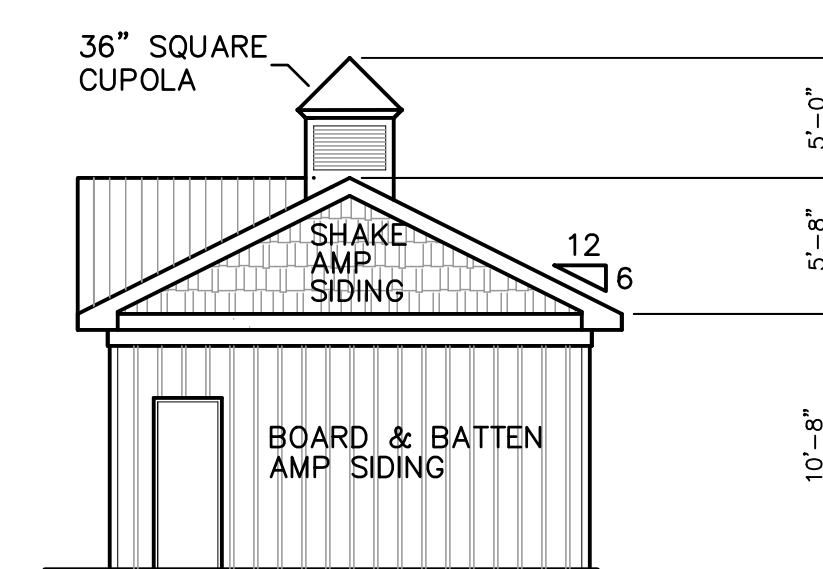 36” SQUARE
CUPOLA
5’-0”
SHAKE
AMP
SIDING
12
6
5’-8”
BOARD & BATTEN
AMP SIDING
10’-8”